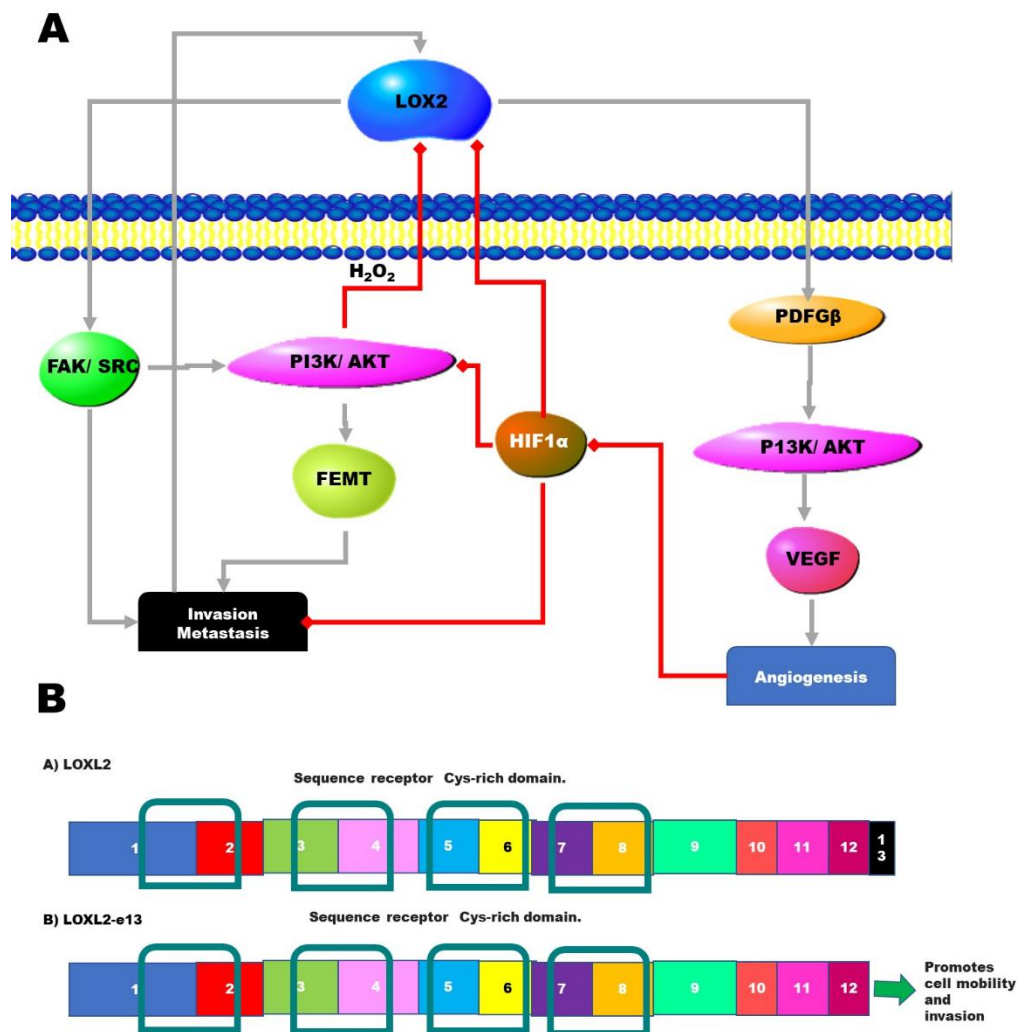 A
LOX2
H₂O₂
PDFGβ
FAK/ SRC
PI3K/ AKT
HIF1α
P13K/ AKT
FEMT
VEGF
Invasion
Metastasis
Angiogenesis
B
A) LOXL2
Sequence receptor Cys-rich domain.
1 2 3 4 5 6 7 8 9 10 11 12 13
B) LOXL2-e13
Sequence receptor Cys-rich domain.
1 2 3 4 5 6 7 8 9 10 11 12
Promotes
cell mobility
and
invasion